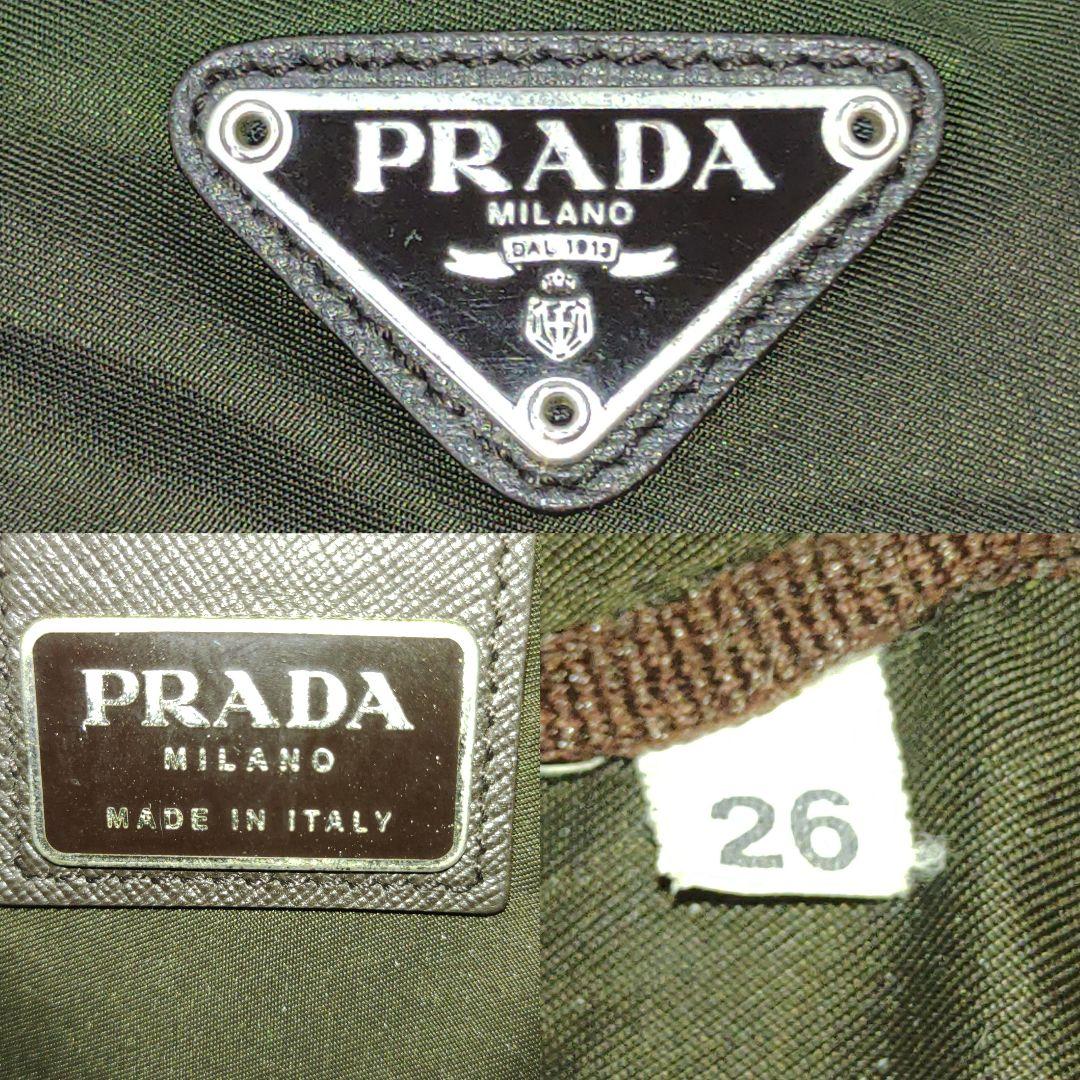 PRADA
MILANO
DAL 1913
PRADA
MILANO
MADE IN ITALY
26